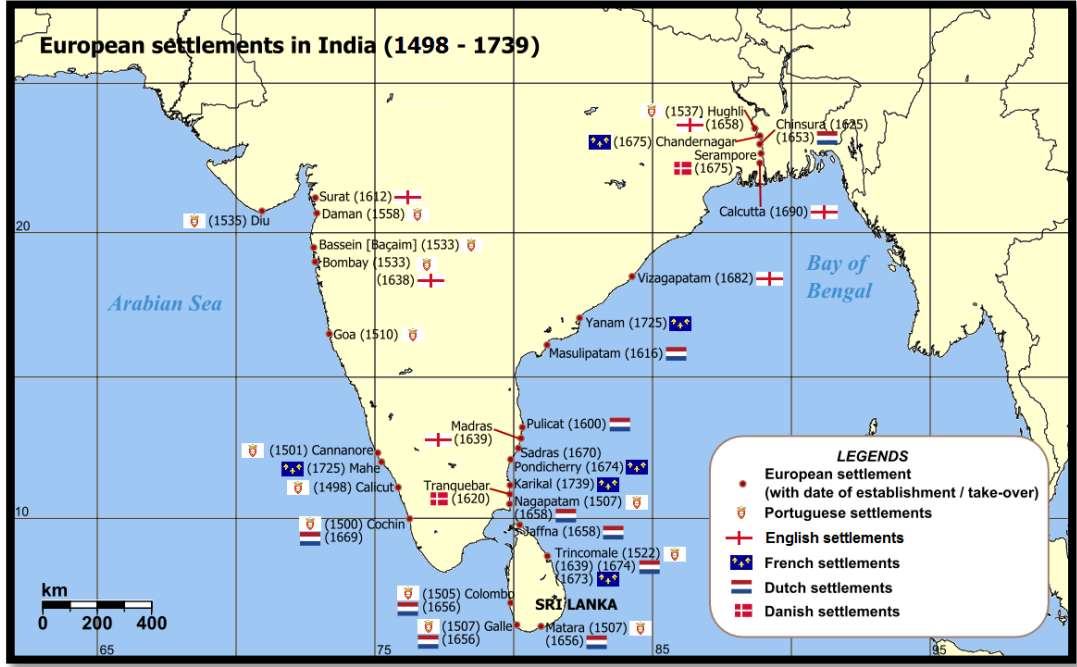 European settlements in India (1498 - 1739)
(1537) Hughli
(1658)
Chinsura (1625)
(1653)
(1675) Chandernagar
Serampore
(1675)
Calcutta (1690)
Surat (1612)
Daman (1558)
(1535) Diu
20
Bassein [Baçaim] (1533)
Bombay (1533)
(1638)
Bay of
Bengal
Vizagapatam (1682)
Arabian Sea
Yanam (1725)
Goa (1510)
Masulipatam (1616)
Pulicat (1600)
Madras
(1639)
Sadras (1670)
(1501) Cannanore
Pondicherry (1674)
(1725) Mahe
Karikal (1739)
(1498) Calicut
Tranquebar
(1620)
Nagapatam (1507)
(1658)
10
(1500) Cochin
(1669)
Jaffna (1658)
Trincomale (1522)
(1639) (1674)
(1673)
(1505) Colombo
(1656)
SRI LANKA
(1507) Galle
(1656)
Matara (1507)
(1656)
km
0 200 400
65 75 85 95
LEGENDS
European settlement
(with date of establishment / take-over)
Portuguese settlements
English settlements
French settlements
Dutch settlements
Danish settlements